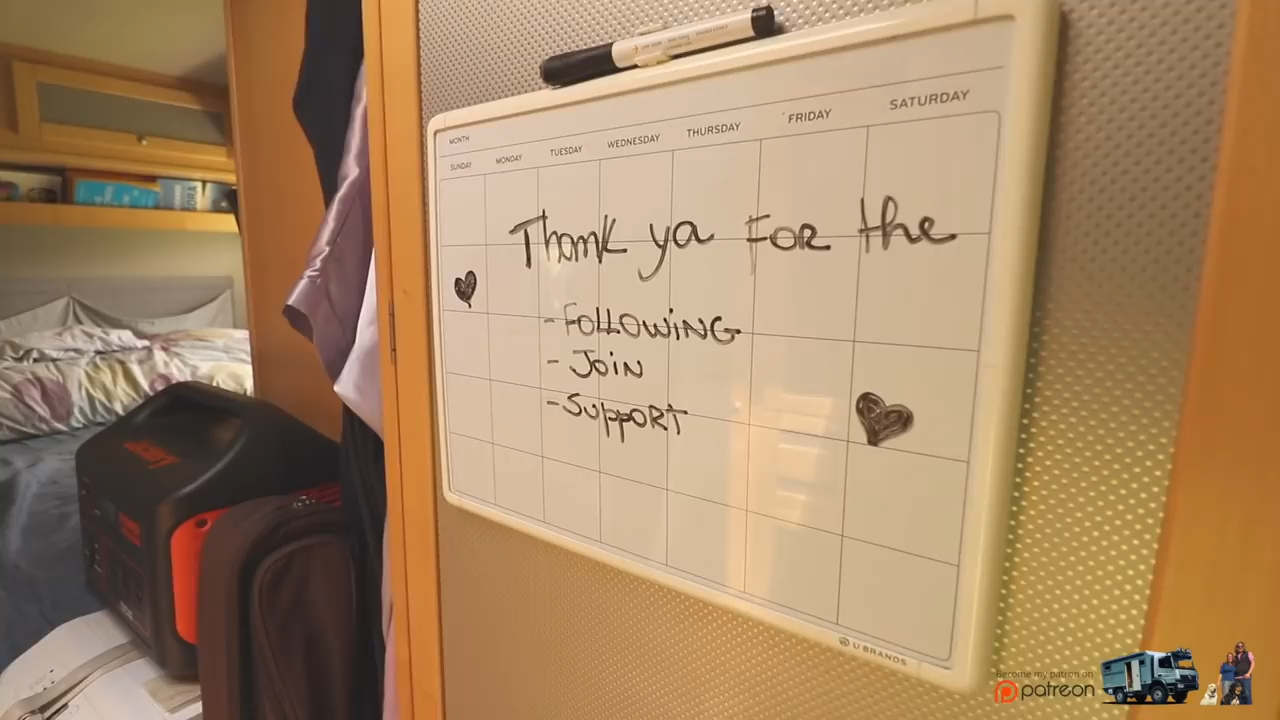 MONTH
SUNDAY MONDAY TUESDAY WEDNESDAY THURSDAY FRIDAY SATURDAY
Thank ya FOR the
- FOLLOWING
- JOiN
- SuppORT
U BRANDS
Become my patron on
patreon